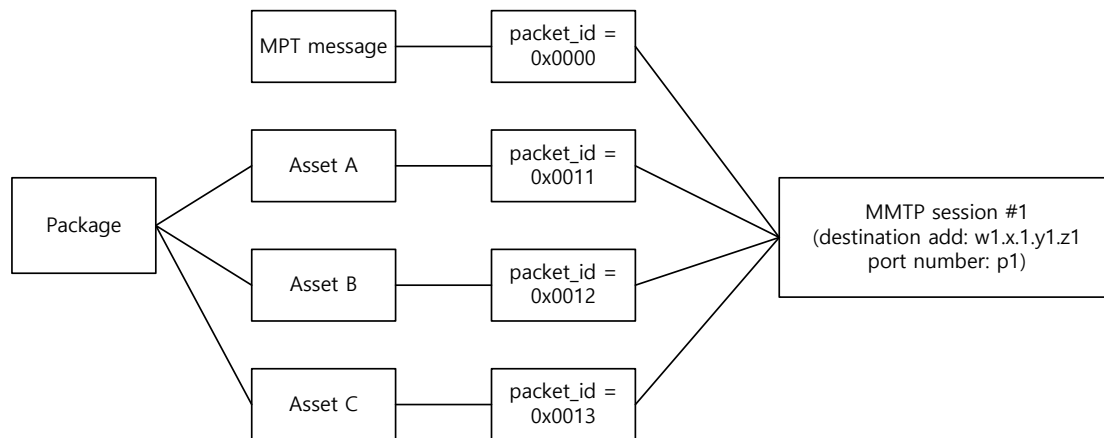 MPT message
packet_id =
0x0000
Asset A
packet_id =
0x0011
Package
MMTP session #1
(destination add: w1.x.1.y1.z1
port number: p1)
Asset B
packet_id =
0x0012
Asset C
packet_id =
0x0013